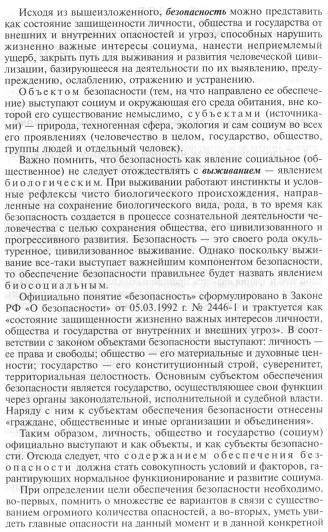 Исходя из вышеизложенного, безопасность можно представить
как состояние защищенности личности, общества и государства от
внешних и внутренних опасностей и угроз, способных нарушить
жизненно важные интересы социума, нанести неприемлемый
ущерб, закрыть путь для выживания и развития человеческой циви-
лизации, базирующееся на деятельности по их выявлению, преду-
преждению, ослаблению, отражению и устранению.
Объектом безопасности (тем, на что направлено ее обеспече-
ние) выступают социум и окружающая его среда обитания, вне ко-
торой его существование немыслимо, субъектами (источника-
ми) — природа, техногенная сфера, экология и сам социум во всех
его проявлениях (человечество в целом, государство, общество,
группы людей и отдельный человек).
Важно помнить, что безопасность как явление социальное (об-
щественное) не следует отождествлять с выживанием — явлением
биологическим. При выживании работают инстинкты и услов-
ные рефлексы чисто биологического происхождения, направлен-
ные на сохранение биологического вида, рода, в то время как
безопасность создается в процессе сознательной деятельности че-
ловечества с целью сохранения общества, его цивилизованного и
прогрессивного развития. Безопасность — это своего рода окуль-
туренное, цивилизованное выживание. Однако поскольку выжива-
ние все-таки выступает важнейшим компонентом безопасности,
то обеспечение безопасности правильнее будет назвать явлением
биосоциальным.
Официально понятие «безопасность» сформулировано в Законе
РФ «О безопасности» от 05.03.1992 г. № 2446-I и трактуется как
«состояние защищенности жизненно важных интересов личности,
общества и государства от внутренних и внешних угроз». В соот-
ветствии с законом объектами безопасности выступают: личность —
ее права и свободы; общество — его материальные и духовные цен-
ности; государство — его конституционный строй, суверенитет,
территориальная целостность. Основным субъектом обеспечения
безопасности является государство, осуществляющее свои функции
через органы законодательной, исполнительной и судебной власти.
Наряду с ним к субъектам обеспечения безопасности отнесены
«граждане, общественные и иные организации и объединения».
Таким образом, личность, общество и государство (социум)
официально выступают и как объекты, и как субъекты безопасно-
сти. Отсюда следует, что содержанием обеспечения без-
опасности должна стать совокупность условий и факторов, га-
рантирующих нормальное функционирование и развитие социума.
При определении цели обеспечения безопасности необходимо,
во-первых, помнить о множестве ее вариантов в связи с существо-
ванием огромного количества опасностей, а во-вторых, уметь уви-
деть главные опасности на данный момент и в данной конкретной